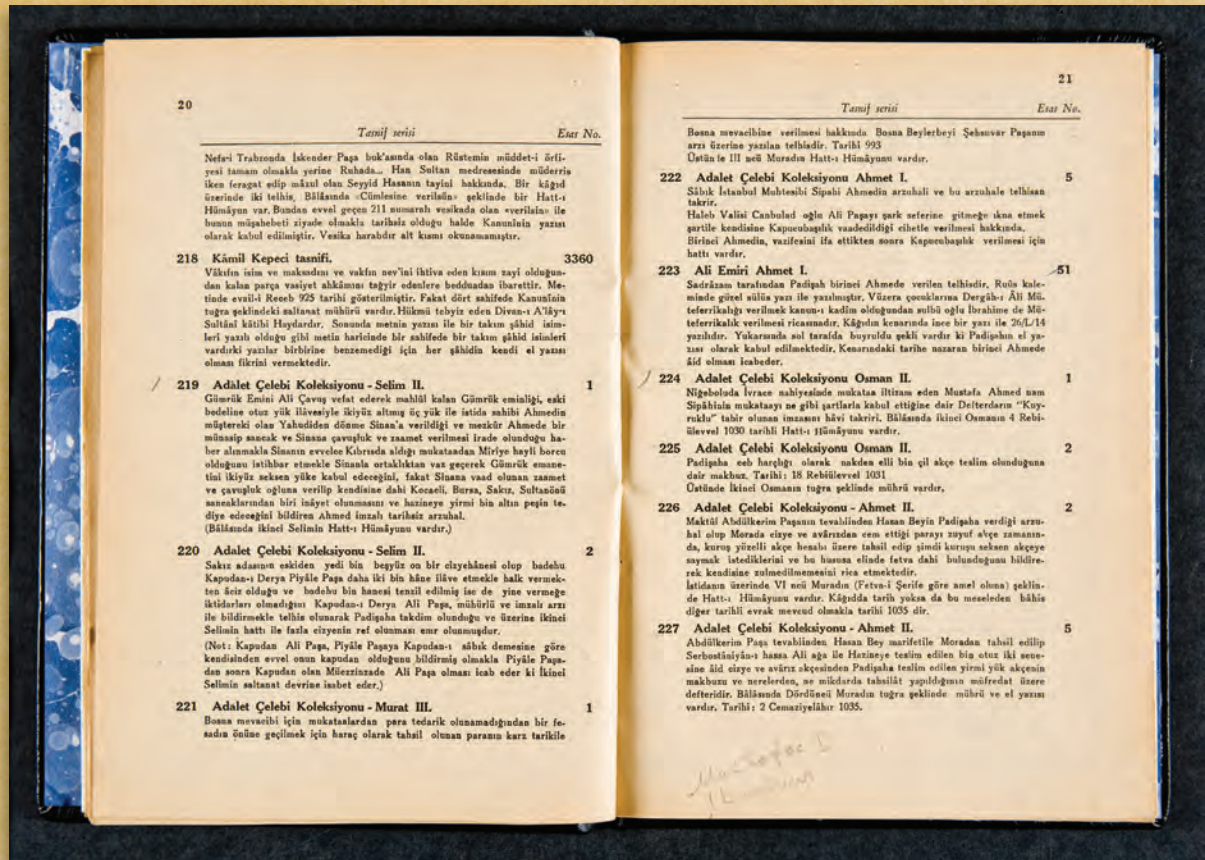 20
Tasnif serisi Esas No.
Nefs-i Trabzonda İskender Paşa buk'asında olan Rüstemin müddet-i örfi-
yesi tamam olmakla yerine Ruhada... Han Sultan medresesinde müderris
iken feragat edip mâzul olan Seyyid Hasanın tayini hakkında. Bir kâğıd
üzerinde iki telhis, Bâlâsında «Cümlesine verilsün» şeklinde bir Hatt-ı
Hümâyun var. Bundan evvel geçen 211 numaralı vesikada olan «verilsin» ile
bunun müşahebeti ziyade olmakla tarihsiz olduğu halde Kanunînin yazısı
olarak kabul edilmiştir. Vesika harabdır alt kısmı okunamamıştır.
218 Kâmil Kepeci tasnifi. 3360
Vâkıfın isim ve maksadını ve vakfın nev'ini ihtiva eden kısım zayi olduğun-
dan kalan parça vasiyet ahkâmını tağyir edenlere bedduadan ibarettir. Me-
tinde evail-i Receb 925 tarihi gösterilmiştir. Fakat dört sahifede Kanunînin
tuğra şeklindeki saltanat mühürü vardır. Hükmü tebyiz eden Divan-ı A'lây-ı
Sultânî kâtibi Haydardır. Sonunda metnin yazısı ile bir takım şâhid isim-
leri yazılı olduğu gibi metin haricinde bir sahifede bir takım şahid isimleri
vardırki yazılar birbirine benzemediği için her şâhidin kendi el yazısı
olması fikrini vermektedir.
219 Adâlet Çelebi Koleksiyonu - Selim II. 1
Gümrük Emini Ali Çavuş vefat ederek mahlûl kalan Gümrük eminliği, eski
bedeline otuz yük ilâvesiyle ikiyüz altmış üç yük ile istida sahibi Ahmedin
müştereki olan Yahudiden dönme Sinan'a verildiği ve mezkûr Ahmede bir
münasip sancak ve Sinana çavuşluk ve zaamet verilmesi irade olunduğu ha-
ber alınmakla Sinanın evvelce Kıbrısda aldığı mukataadan Mîriye hayli borcu
olduğunu istihbar etmekle Sinanla ortaklıktan vaz geçerek Gümrük emane-
tini ikiyüz seksen yüke kabul edeceğini, fakat Sinana vaad olunan zaamet
ve çavuşluk oğluna verilip kendisine dahi Kocaeli, Bursa, Sakız, Sultanönü
sancaklarından biri inâyet olunmasını ve hazineye yirmi bin altın peşin te-
diye edeceğini bildiren Ahmed imzalı tarihsiz arzuhal.
(Bâlâsında ikinci Selimin Hatt-ı Hümâyunu vardır.)
220 Adalet Çelebi Koleksiyonu - Selim II. 2
Sakız adasının eskiden yedi bin beşyüz on bir cizyehânesi olup badehu
Kapudan-ı Derya Piyâle Paşa daha iki bin hâne ilâve etmekle halk vermek-
ten âciz olduğu ve badehu bin hanesi tenzil edilmiş ise de yine vermeğe
iktidarları olmadığını Kapudan-ı Derya Ali Paşa, mühürlü ve imzalı arzı
ile bildirmekle telhis olunarak Padişaha takdim olunduğu ve üzerine ikinci
Selimin hattı ile fazla cizyenin ref olunması emr olunmuşdur.
(Not: Kapudan Ali Paşa, Piyâle Paşaya Kapudan-ı sâbık demesine göre
kendisinden evvel onun kapudan olduğunu bildirmiş olmakla Piyâle Paşa-
dan sonra Kapudan olan Müezzinzade Ali Paşa olması icab eder ki İkinci
Selimin saltanat devrine isabet eder.)
221 Adalet Çelebi Koleksiyonu - Murat III. 1
Bosna mevacibi için mukataalardan para tedarik olunamadığından bir fe-
sadın önüne geçilmek için haraç olarak tahsil olunan paranın karz tarikile
21
Tasnif serisi Esas No.
Bosna mevacibine verilmesi hakkında Bosna Beylerbeyi Şehsuvar Paşanın
arzı üzerine yazılan telhisdir. Tarihi 993
Üstünde III ncü Muradın Hatt-ı Hümâyunu vardır.
222 Adalet Çelebi Koleksiyonu Ahmet I. 5
Sâbık İstanbul Muhtesibi Sipahi Ahmedin arzuhali ve bu arzuhale telhisan
takrir.
Haleb Valisi Canbulad oğlu Ali Paşayı şark seferine gitmeğe ikna etmek
şartile kendisine Kapucubaşılık vaadedildiği cihetle verilmesi hakkında.
Birinci Ahmedin, vazifesini ifa ettikten sonra Kapucubaşılık verilmesi için
hattı vardır.
223 Ali Emiri Ahmet I. 51
Sadrâzam tarafından Padişah birinci Ahmede verilen telhisdir. Ruûs kale-
minde güzel sülüs yazı ile yazılmıştır. Vüzera çocuklarına Dergâh-ı Âli Mü-
teferrikalığı verilmek kanun-ı kadîm olduğundan sulbü oğlu İbrahime de Mü-
teferrikalık verilmesi ricasınadır. Kâğıdın kenarında ince bir yazı ile 26/L/14
yazılıdır. Yukarısında sol tarafda buyruldu şekli vardır ki Padişahın el ya-
zısı olarak kabul edilmektedir. Kenarındaki tarihe nazaran birinci Ahmede
âid olması icabeder.
224 Adalet Çelebi Koleksiyonu Osman II. 1
Niğeboluda İvrace nahiyesinde mukataa iltizam eden Mustafa Ahmed nam
Sipâhinin mukataayı ne gibi şartlarla kabul ettiğine dair Defterdarın "Kuy-
ruklu" tabir olunan imzasını hâvi takriri. Bâlâsında ikinci Osmanın 4 Rebi-
ülevvel 1030 tarihli Hatt-ı Hümâyunu vardır.
225 Adalet Çelebi Koleksiyonu Osman II. 2
Padişaha ceb harçlığı olarak nakden elli bin çil akçe teslim olunduğuna
dair makbuz. Tarihi: 18 Rebiülevvel 1031
Üstünde İkinci Osmanın tuğra şeklinde mührü vardır.
226 Adalet Çelebi Koleksiyonu - Ahmet II. 2
Maktûl Abdülkerim Paşanın tevabiinden Hasan Beyin Padişaha verdiği arzu-
hal olup Morada cizye ve avârızdan cem ettiği parayı zuyuf akçe zamanın-
da, kuruş yüzelli akçe hesabı üzere tahsil edip şimdi kuruşu seksen akçeye
saymak istediklerini ve bu hususa elinde fetva dahi bulunduğunu bildire-
rek kendisine zulmedilmemesini rica etmektedir.
İstidanın üzerinde VI ncü Muradın (Fetva-i Şerife göre amel oluna) şeklin-
de Hatt-ı Hümâyunu vardır. Kâğıdda tarih yoksa da bu meseleden bâhis
diğer tarihli evrak mevcud olmakla tarihi 1035 dir.
227 Adalet Çelebi Koleksiyonu - Ahmet II. 5
Abdülkerim Paşa tevabiinden Hasan Bey marifetile Moradan tahsil edilip
Serbostâniyân-ı hassa Ali ağa ile Hazineye teslim edilen bin otuz iki sene-
sine âid cizye ve avârız akçesinden Padişaha teslim edilen yirmi yük akçenin
makbuzu ve nerelerden, ne mikdarda tahsilât yapıldığının müfredat üzere
defteridir. Bâlâsında Dördüncü Muradın tuğra şeklinde mührü ve el yazısı
vardır. Tarihi: 2 Cemaziyelâhır 1035.